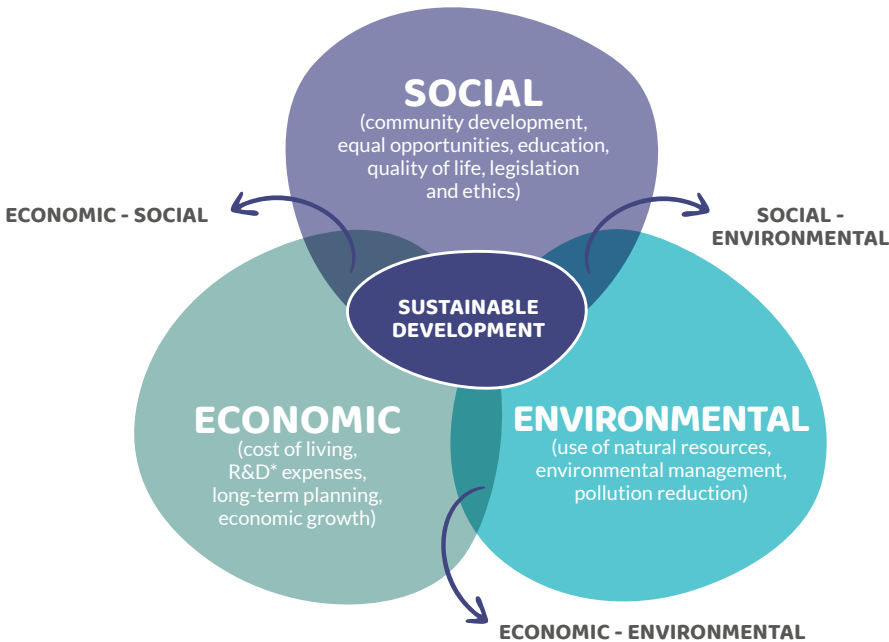 SOCIAL
(community development,
equal opportunities, education,
quality of life, legislation
and ethics)
ECONOMIC - SOCIAL
SOCIAL -
ENVIRONMENTAL
SUSTAINABLE
DEVELOPMENT
ECONOMIC
(cost of living,
R&D* expenses,
long-term planning,
economic growth)
ENVIRONMENTAL
(use of natural resources,
environmental management,
pollution reduction)
ECONOMIC - ENVIRONMENTAL